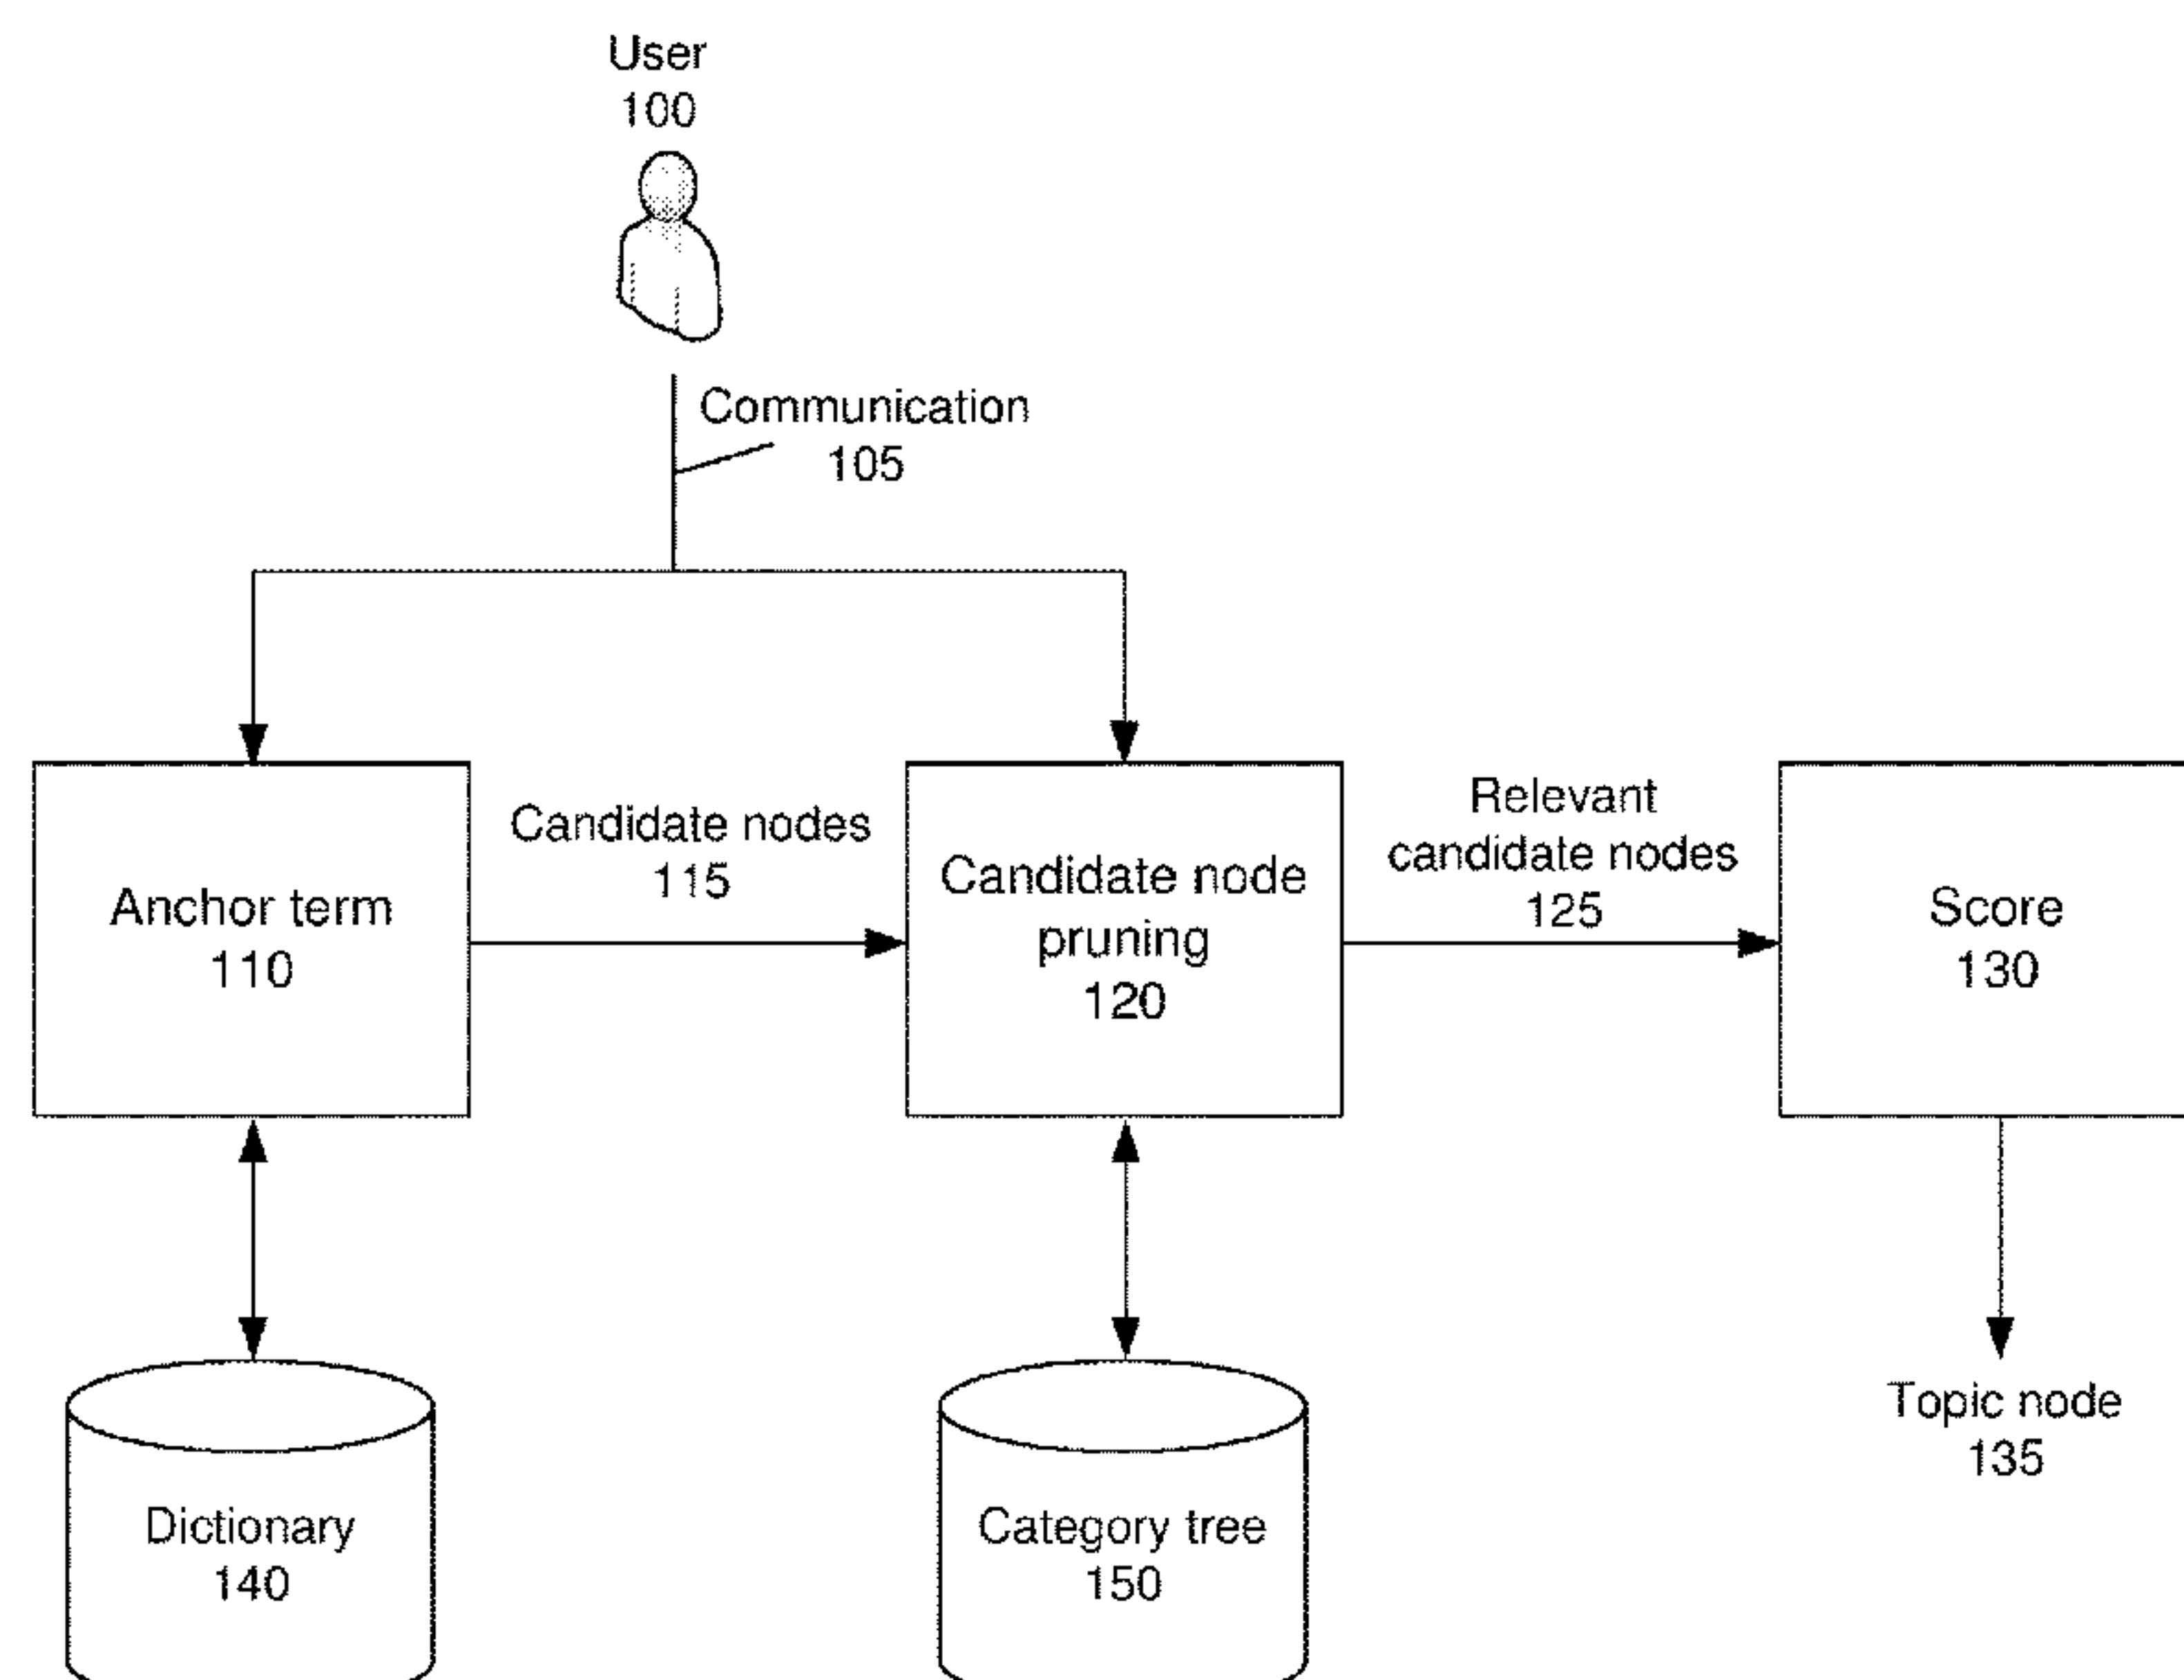 User
100
Communication
105
Candidate nodes
115
Relevant
candidate nodes
125
Anchor term
110
Candidate node
pruning
120
Score
130
Topic node
135
Dictionary
140
Category tree
150